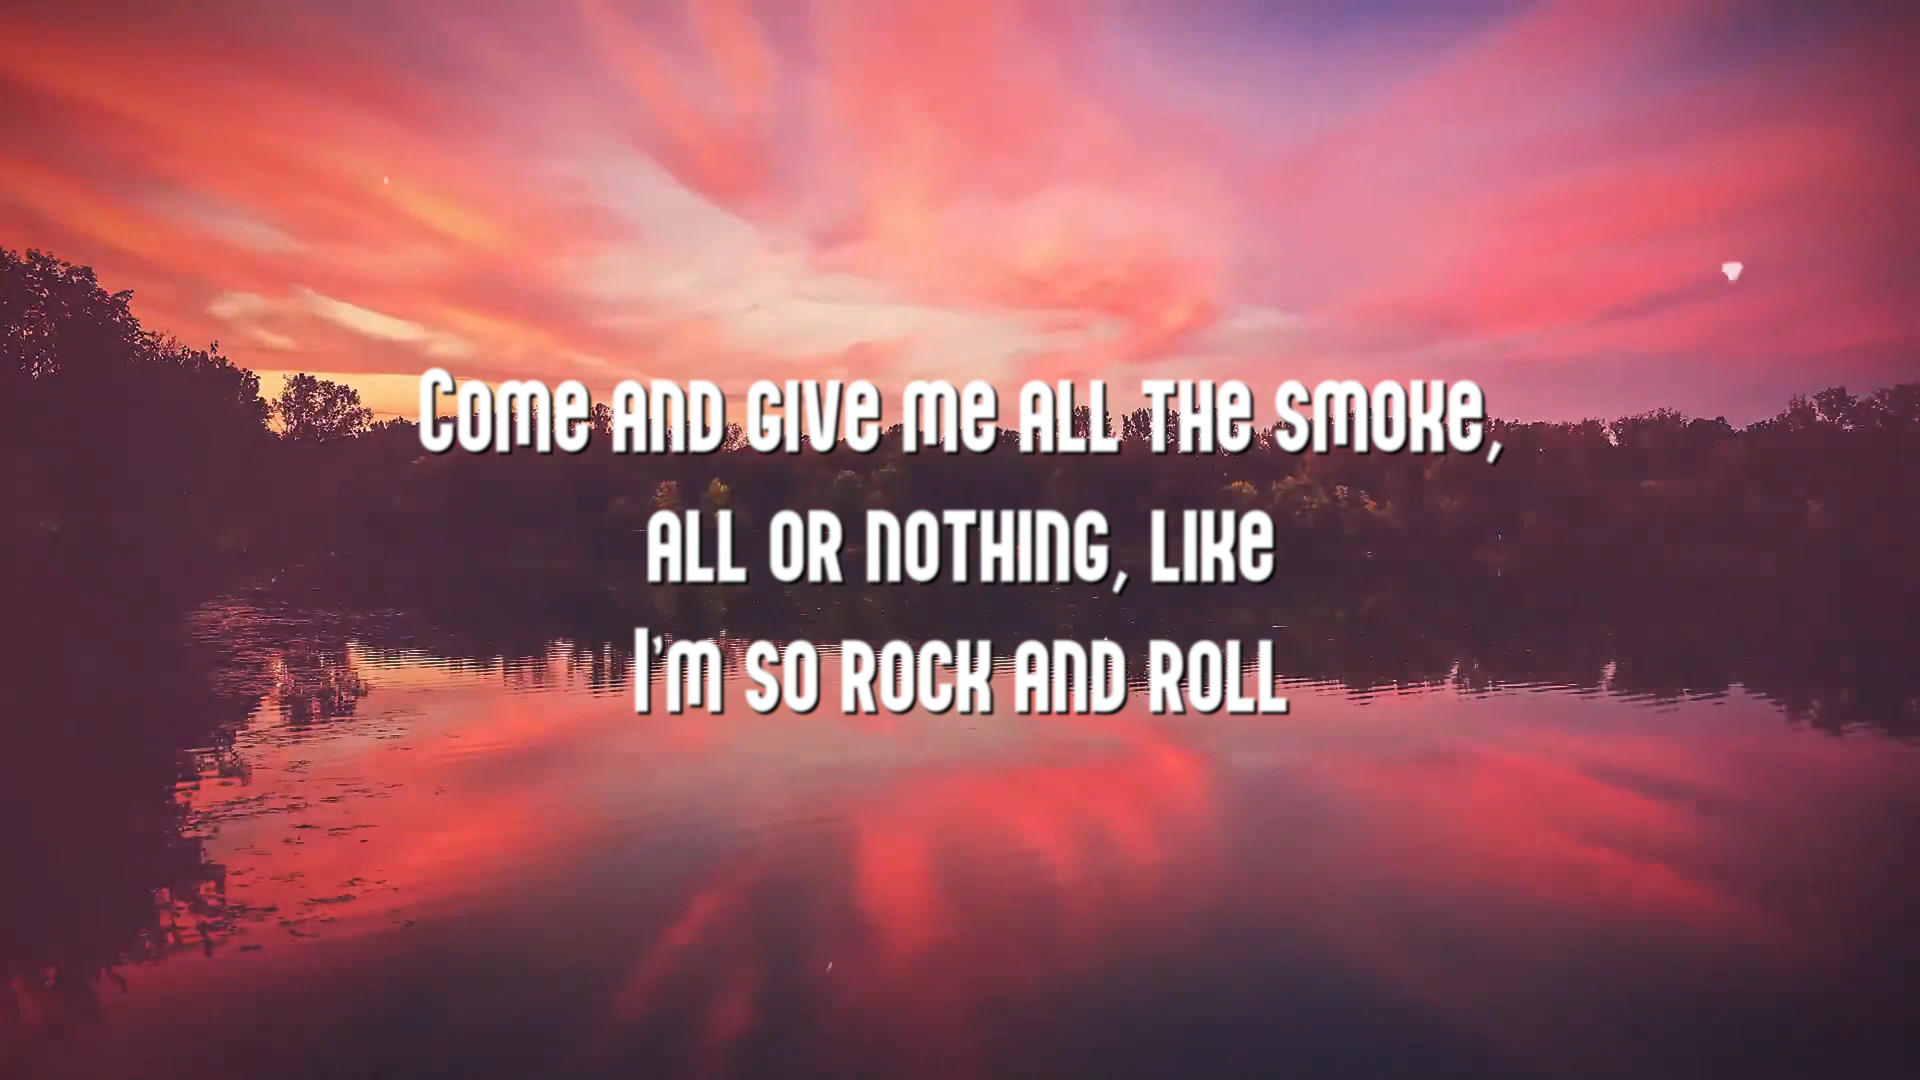 Come and give me all the smoke,
all or nothing, like
I'm so rock and roll